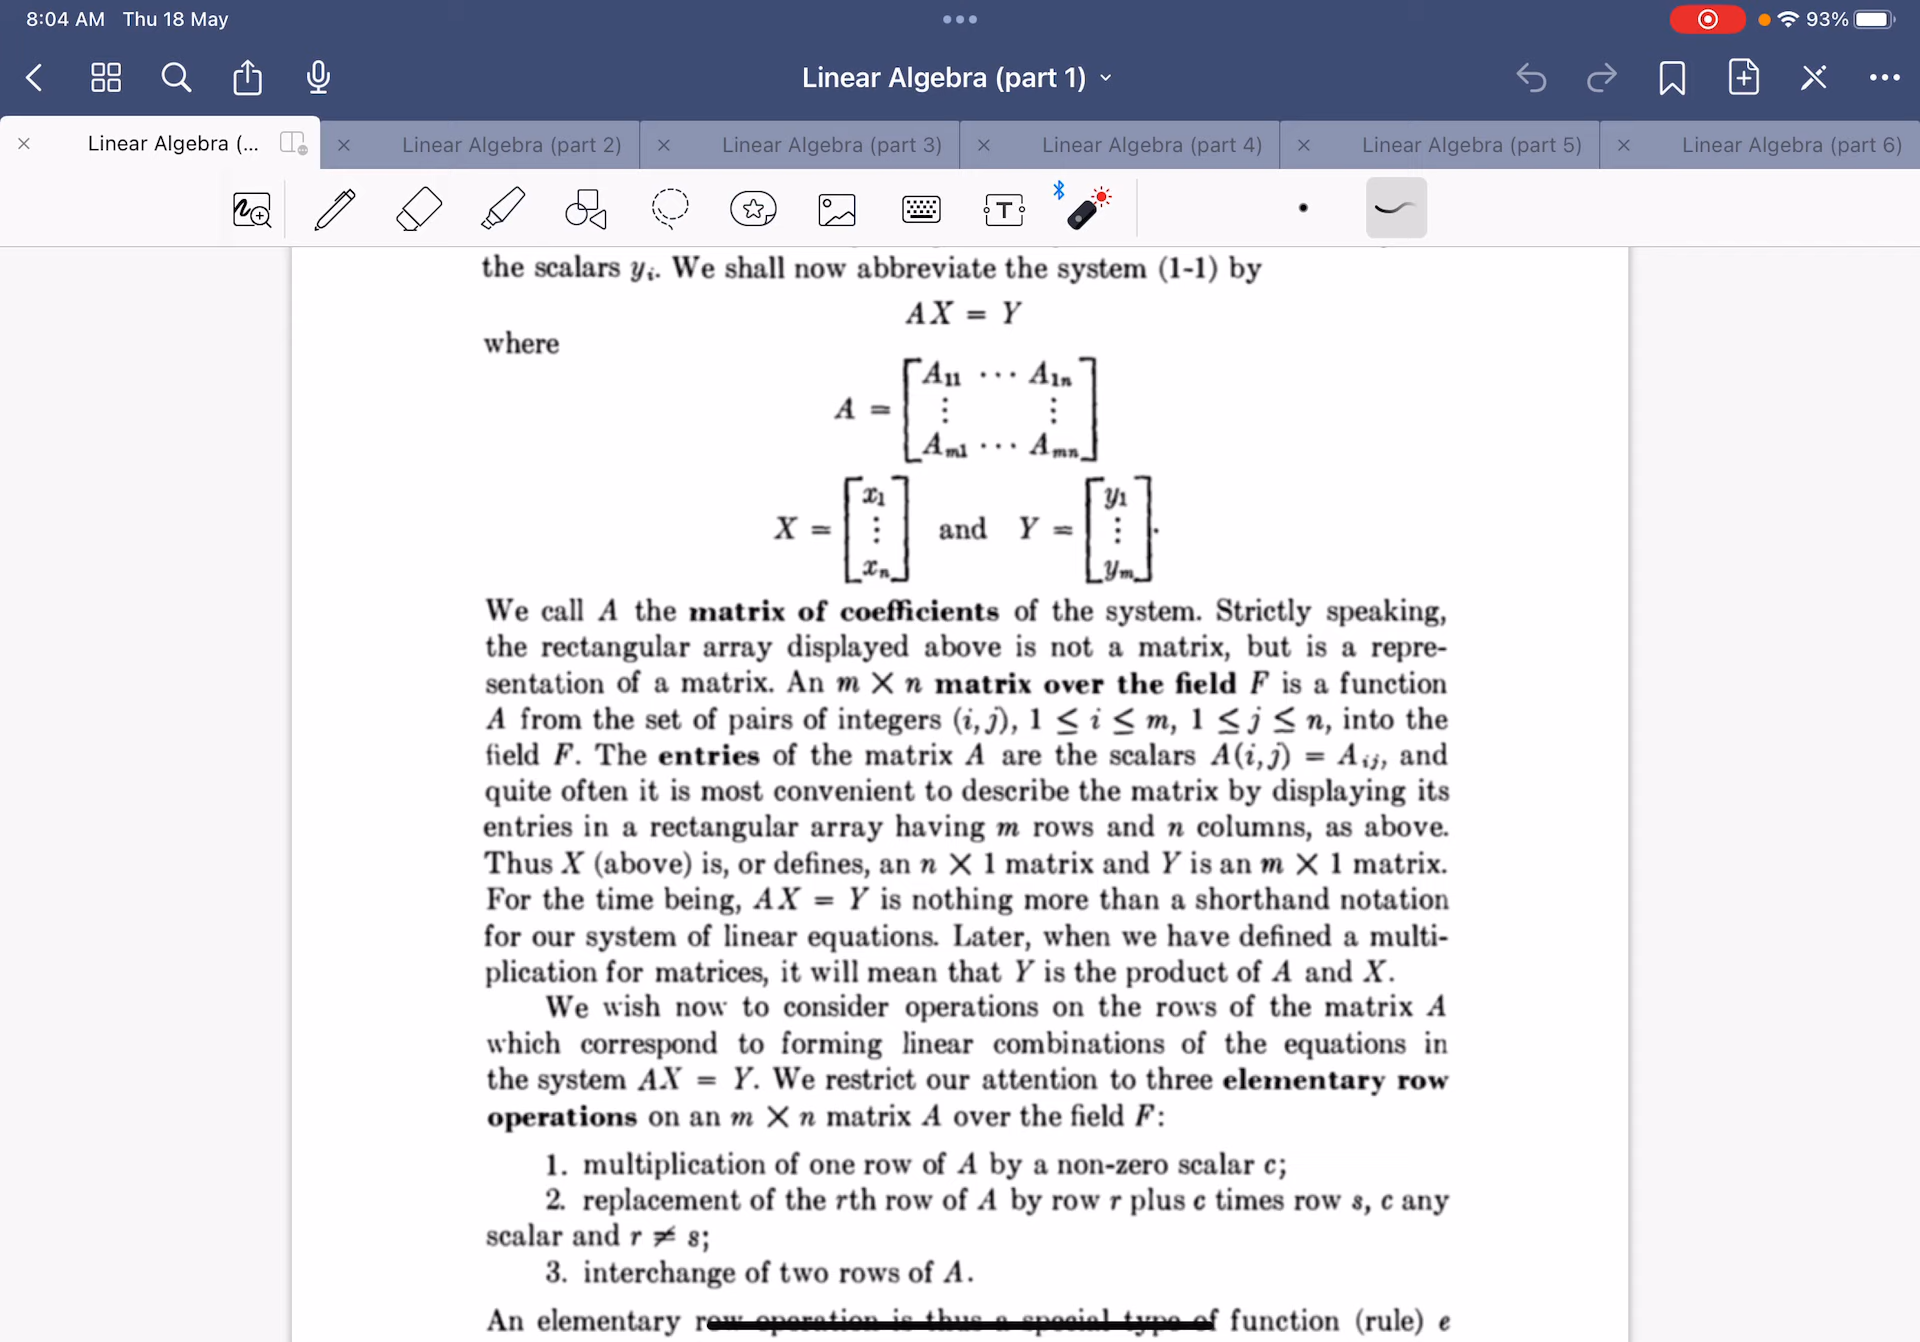 8:04 AM Thu 18 May
93%
Linear Algebra (part 1)
Linear Algebra (...
Linear Algebra (part 2)
Linear Algebra (part 3)
Linear Algebra (part 4)
Linear Algebra (part 5)
Linear Algebra (part 6)
the scalars yᵢ. We shall now abbreviate the system (1-1) by
AX = Y
where
A = [A₁₁ ··· A₁ₙ
⋮ ⋮
Aₘ₁ ··· Aₘₙ]
X = [x₁ ⋮ xₙ] and Y = [y₁ ⋮ yₘ].
We call A the matrix of coefficients of the system. Strictly speaking,
the rectangular array displayed above is not a matrix, but is a repre-
sentation of a matrix. An m × n matrix over the field F is a function
A from the set of pairs of integers (i, j), 1 ≤ i ≤ m, 1 ≤ j ≤ n, into the
field F. The entries of the matrix A are the scalars A(i, j) = Aᵢⱼ, and
quite often it is most convenient to describe the matrix by displaying its
entries in a rectangular array having m rows and n columns, as above.
Thus X (above) is, or defines, an n × 1 matrix and Y is an m × 1 matrix.
For the time being, AX = Y is nothing more than a shorthand notation
for our system of linear equations. Later, when we have defined a multi-
plication for matrices, it will mean that Y is the product of A and X.
We wish now to consider operations on the rows of the matrix A
which correspond to forming linear combinations of the equations in
the system AX = Y. We restrict our attention to three elementary row
operations on an m × n matrix A over the field F:
1. multiplication of one row of A by a non-zero scalar c;
2. replacement of the rth row of A by row r plus c times row s, c any
scalar and r ≠ s;
3. interchange of two rows of A.
An elementary row operation is thus a special type of function (rule) e